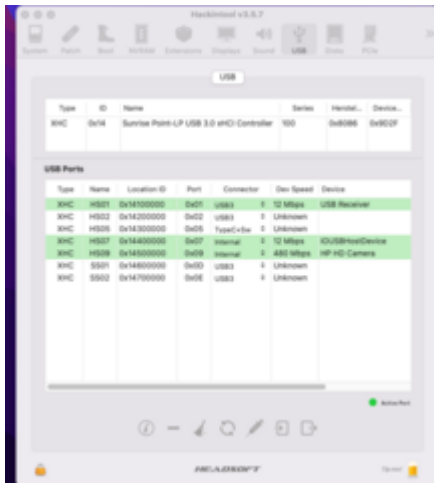 Hackintool v3.5.7
System Patch Boot NVRAM Extensions Displays Sound USB Disks PCIe
USB
Type ID Name Series Herstel... Device...
XHC 0x14 Sunrise Point-LP USB 3.0 xHCI Controller 100 0x8086 0x9D2F
USB Ports
Type Name Location ID Port Connector Dev Speed Device
XHC HS01 0x14100000 0x01 USB3 12 Mbps USB Receiver
XHC HS02 0x14200000 0x02 USB3 Unknown
XHC HS05 0x14300000 0x05 TypeC+Sw Unknown
XHC HS07 0x14400000 0x07 Internal 12 Mbps IOUSBHostDevice
XHC HS09 0x14500000 0x09 Internal 480 Mbps HP HD Camera
XHC SS01 0x14600000 0x0D USB3 Unknown
XHC SS02 0x14700000 0x0E USB3 Unknown
Active Port
HEADSOFT